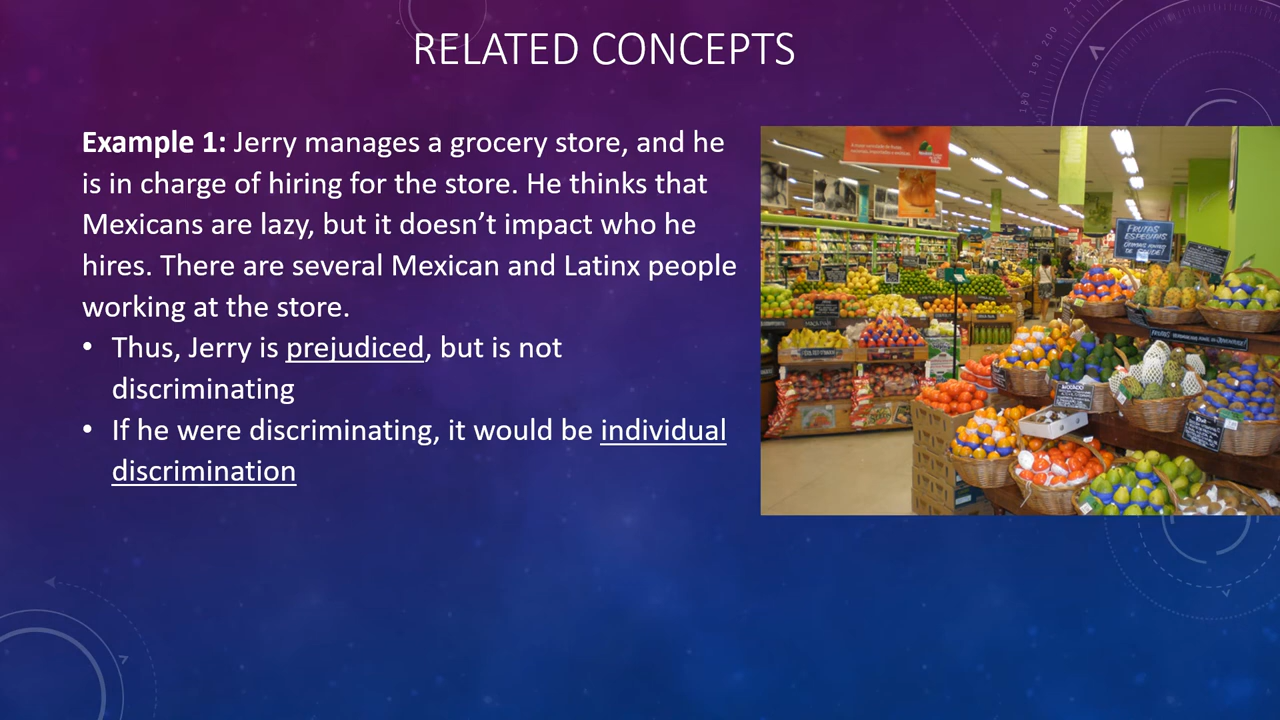 RELATED CONCEPTS
Example 1: Jerry manages a grocery store, and he
is in charge of hiring for the store. He thinks that
Mexicans are lazy, but it doesn’t impact who he
hires. There are several Mexican and Latinx people
working at the store.
• Thus, Jerry is prejudiced, but is not
discriminating
• If he were discriminating, it would be individual
discrimination
FRUTAS
ESPECIAIS
180 190 200